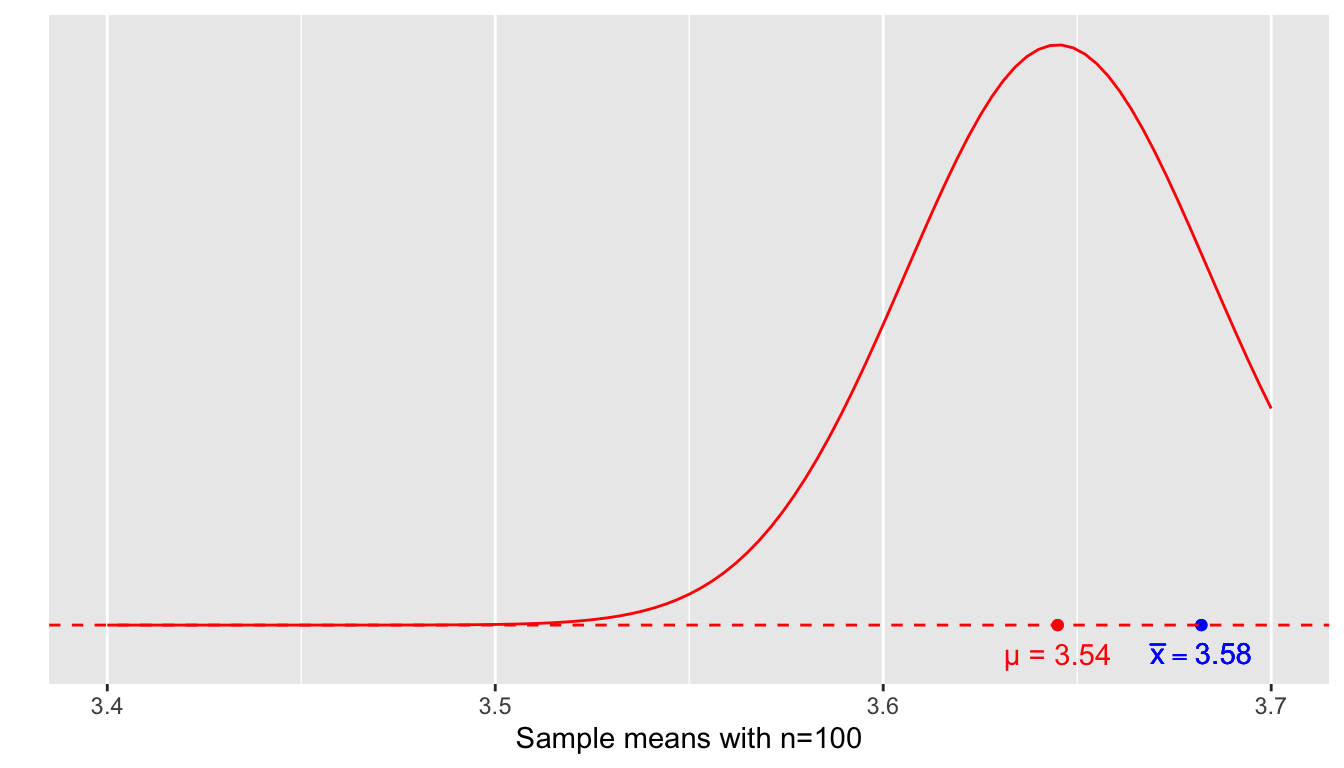 μ = 3.54 x̅ = 3.58
3.4 3.5 3.6 3.7
Sample means with n=100